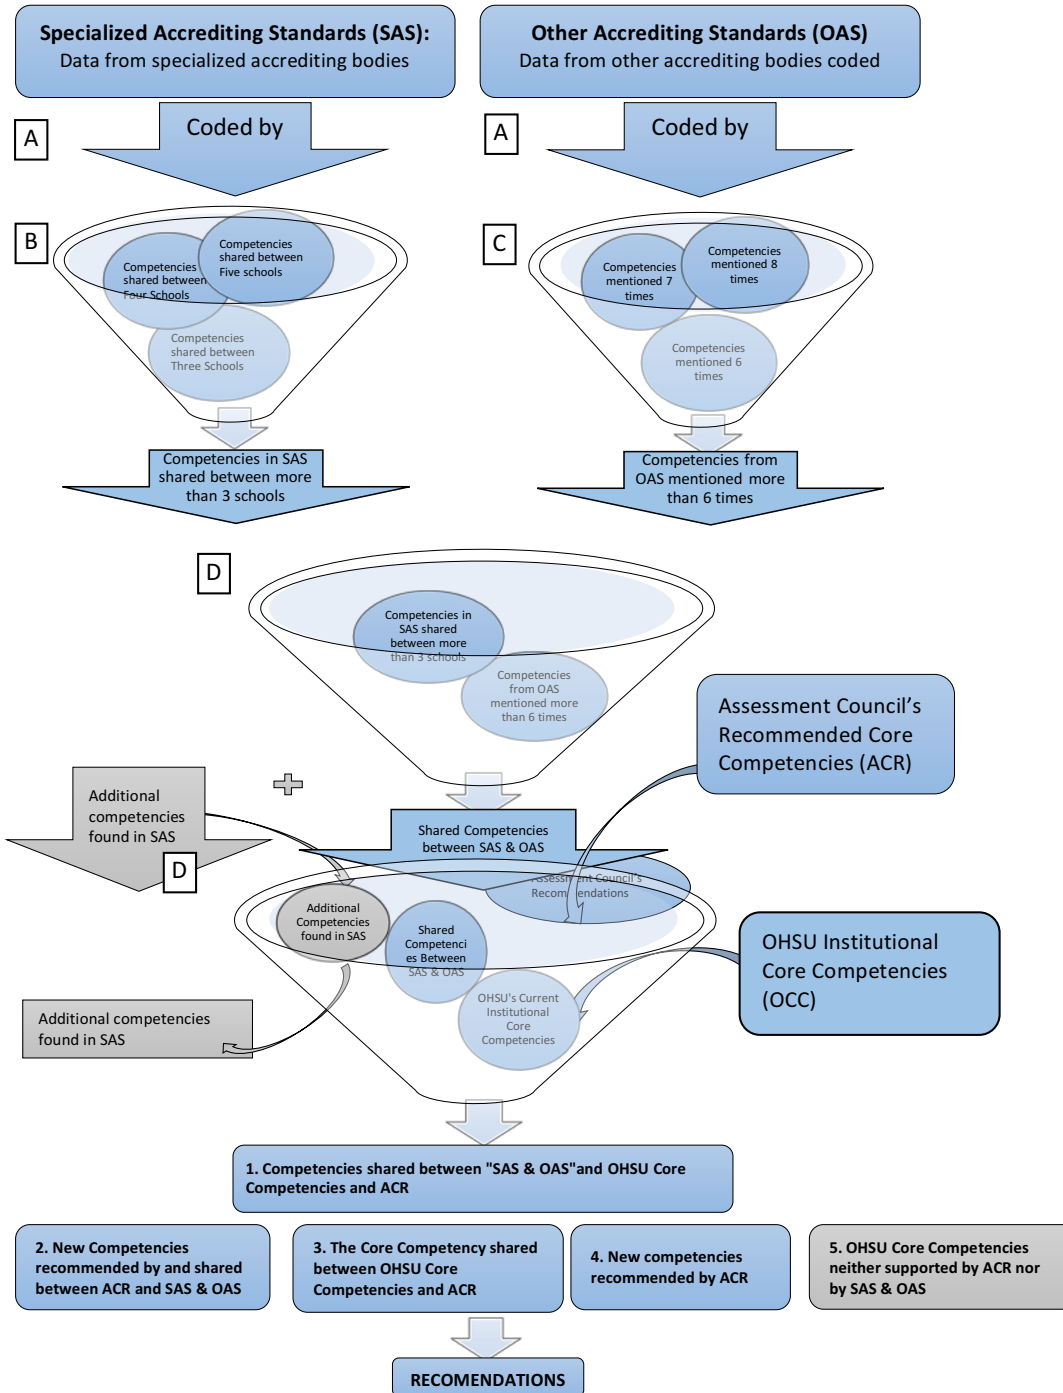 Specialized Accrediting Standards (SAS):
Data from specialized accrediting bodies
Other Accrediting Standards (OAS)
Data from other accrediting bodies coded
A
Coded by
A
Coded by
B
Competencies
shared between
Five schools
Competencies
shared between
Four Schools
Competencies
shared between
Three Schools
C
Competencies
mentioned 8
times
Competencies
mentioned 7
times
Competencies
mentioned 6
times
Competencies in SAS
shared between more
than 3 schools
Competencies from
OAS mentioned more
than 6 times
D
Competencies in
SAS shared
between more
than 3 schools
Competencies
from OAS
mentioned more
than 6 times
Assessment Council's
Recommended Core
Competencies (ACR)
Additional
competencies
found in SAS
D
Shared Competencies
between SAS & OAS
Assessment Council's
Recommendations
Additional
Competencies
found in SAS
Shared
Competenci
es Between
SAS & OAS
OHSU's Current
Institutional
Core
Competencies
OHSU Institutional
Core Competencies
(OCC)
Additional competencies
found in SAS
1. Competencies shared between "SAS & OAS"and OHSU Core
Competencies and ACR
2. New Competencies
recommended by and shared
between ACR and SAS & OAS
3. The Core Competency shared
between OHSU Core
Competencies and ACR
4. New competencies
recommended by ACR
5. OHSU Core Competencies
neither supported by ACR nor
by SAS & OAS
RECOMENDATIONS